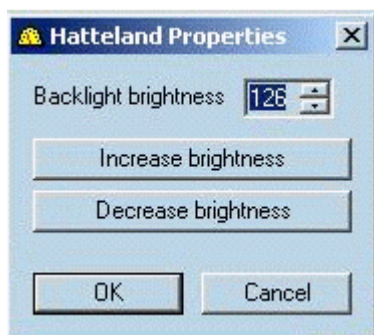 Hatteland Properties
Backlight brightness 126
Increase brightness
Decrease brightness
OK Cancel